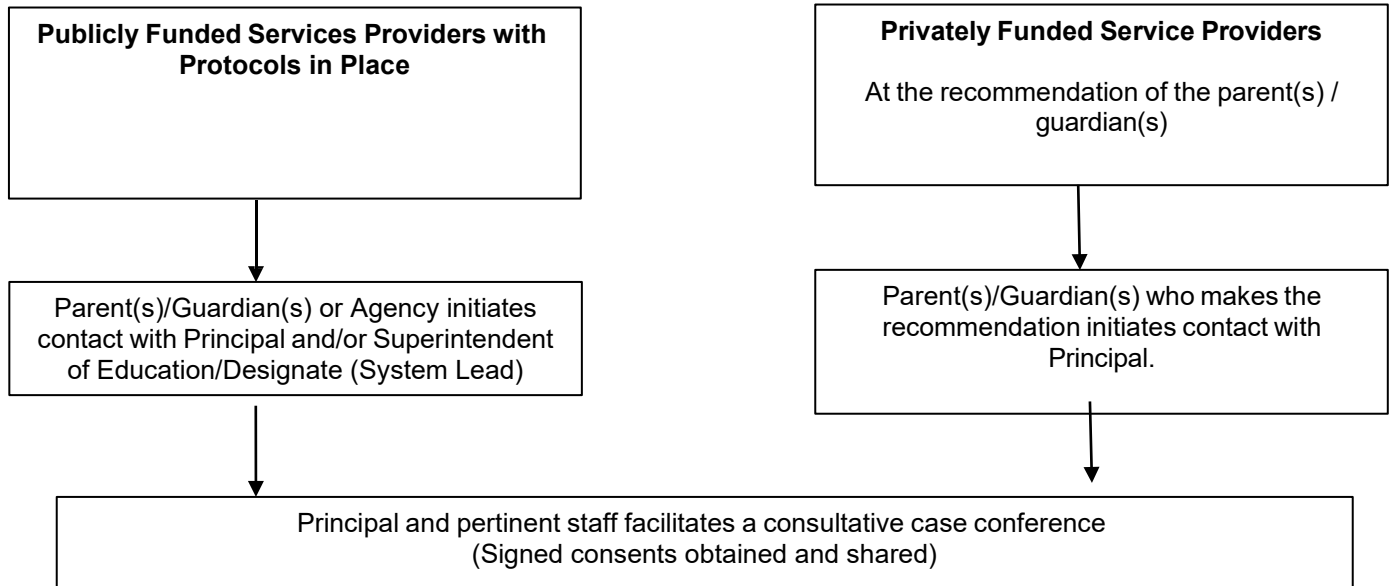 Publicly Funded Services Providers with
Protocols in Place
Privately Funded Service Providers
At the recommendation of the parent(s) /
guardian(s)
Parent(s)/Guardian(s) or Agency initiates
contact with Principal and/or Superintendent
of Education/Designate (System Lead)
Parent(s)/Guardian(s) who makes the
recommendation initiates contact with
Principal.
Principal and pertinent staff facilitates a consultative case conference
(Signed consents obtained and shared)